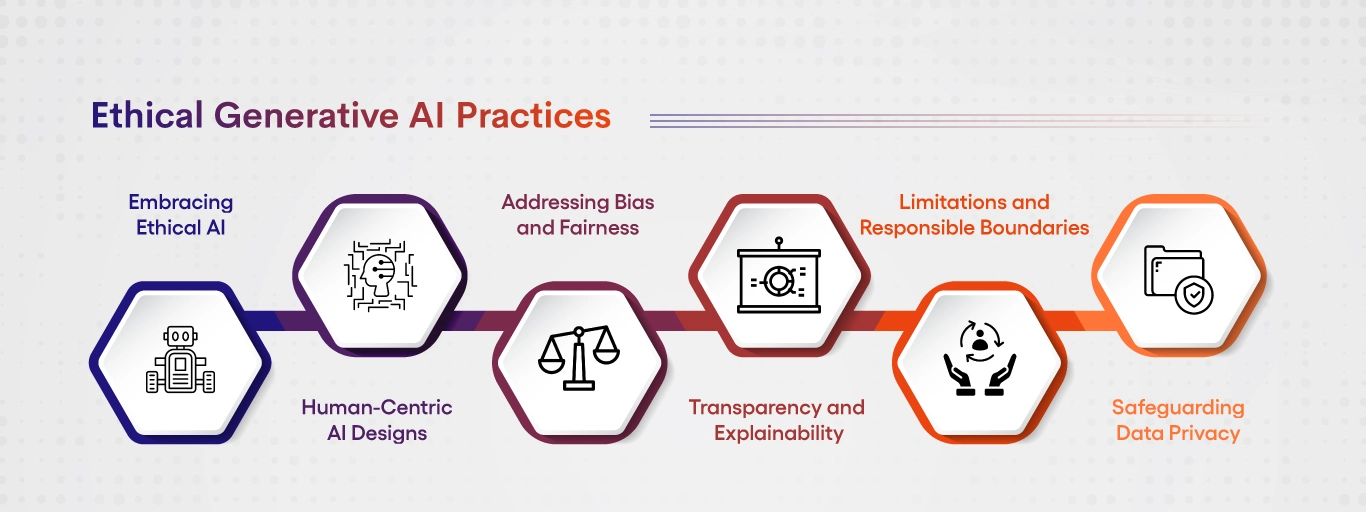 Ethical Generative AI Practices
Embracing
Ethical AI
Human-Centric
AI Designs
Addressing Bias
and Fairness
Transparency and
Explainability
Limitations and
Responsible Boundaries
Safeguarding
Data Privacy